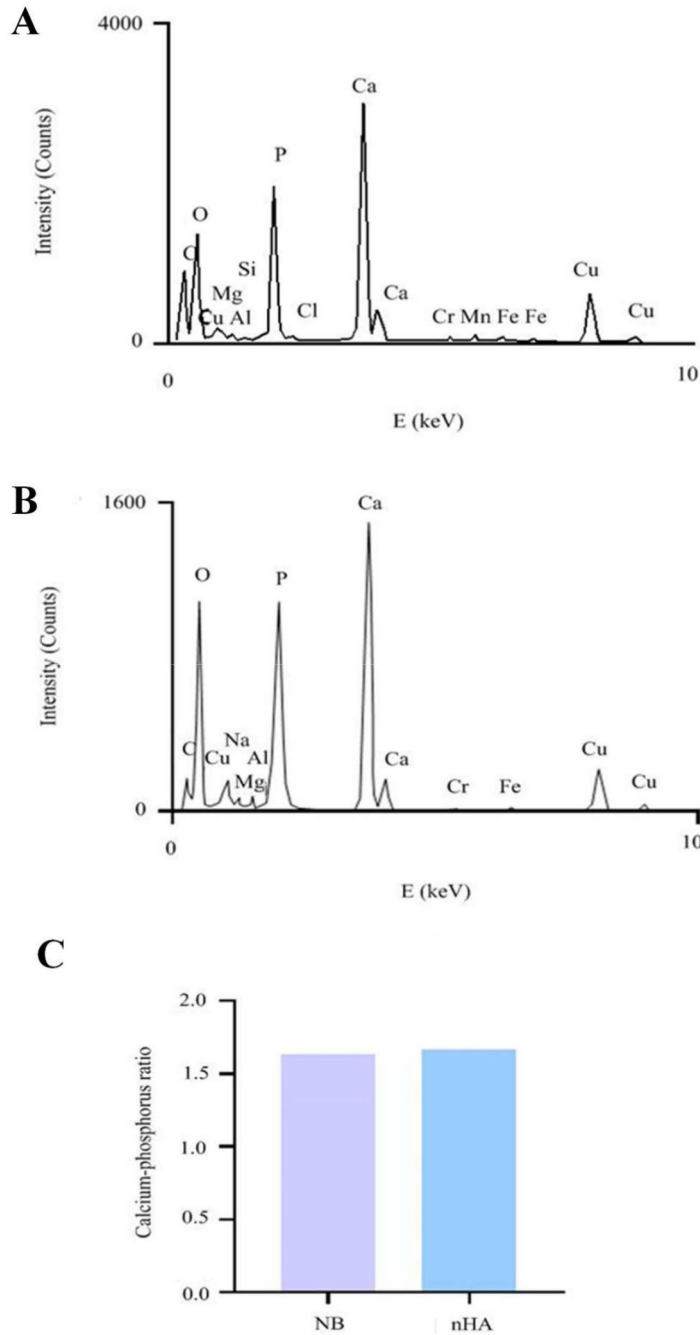 A
4000
Ca
P
O
C
Si
Mg
Cu Al
Cl
Ca
Cr Mn Fe Fe
Cu
Cu
0
0
10
Intensity (Counts)
E (keV)
B
1600
Ca
O
P
Na
C
Cu
Al
Mg
Ca
Cr
Fe
Cu
Cu
0
0
10
Intensity (Counts)
E (keV)
C
2.0
1.5
1.0
0.5
0.0
Calcium-phosphorus ratio
NB
nHA